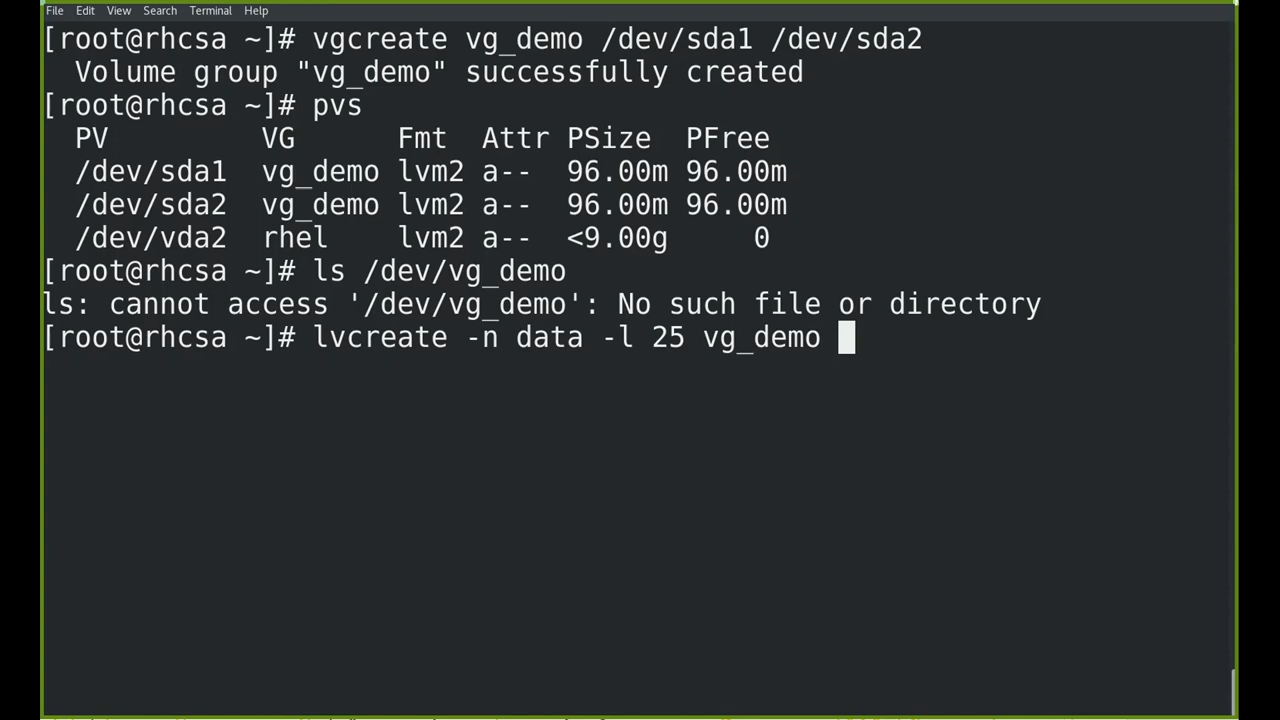 File Edit View Search Terminal Help
[root@rhcsa ~]# vgcreate vg_demo /dev/sda1 /dev/sda2
  Volume group "vg_demo" successfully created
[root@rhcsa ~]# pvs
  PV         VG      Fmt  Attr PSize  PFree
  /dev/sda1  vg_demo lvm2 a--  96.00m 96.00m
  /dev/sda2  vg_demo lvm2 a--  96.00m 96.00m
  /dev/vda2  rhel    lvm2 a--  <9.00g     0
[root@rhcsa ~]# ls /dev/vg_demo
ls: cannot access '/dev/vg_demo': No such file or directory
[root@rhcsa ~]# lvcreate -n data -l 25 vg_demo